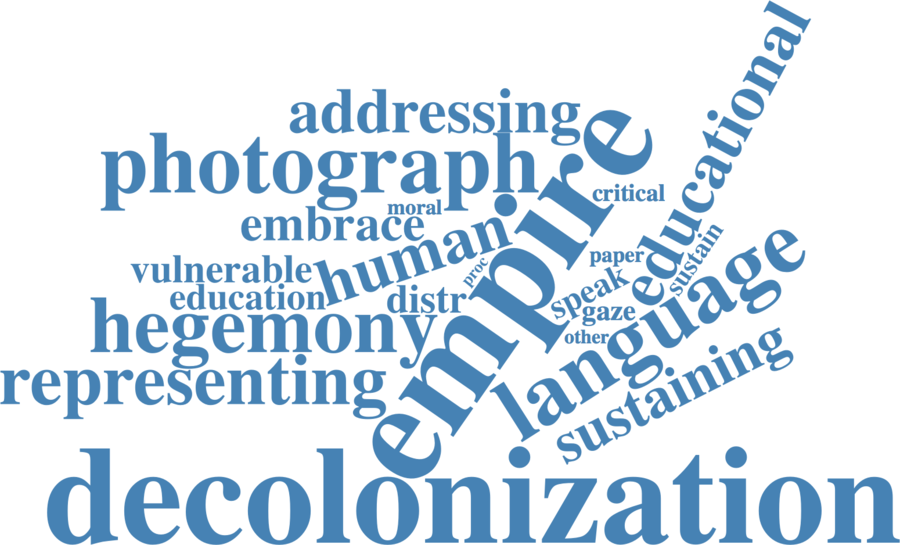 educational
addressing
photograph
empire
critical
moral
embrace
human
vulnerable
proc
paper
sustain
education
distr
speak
gaze
language
hegemony
other
representing
sustaining
decolonization